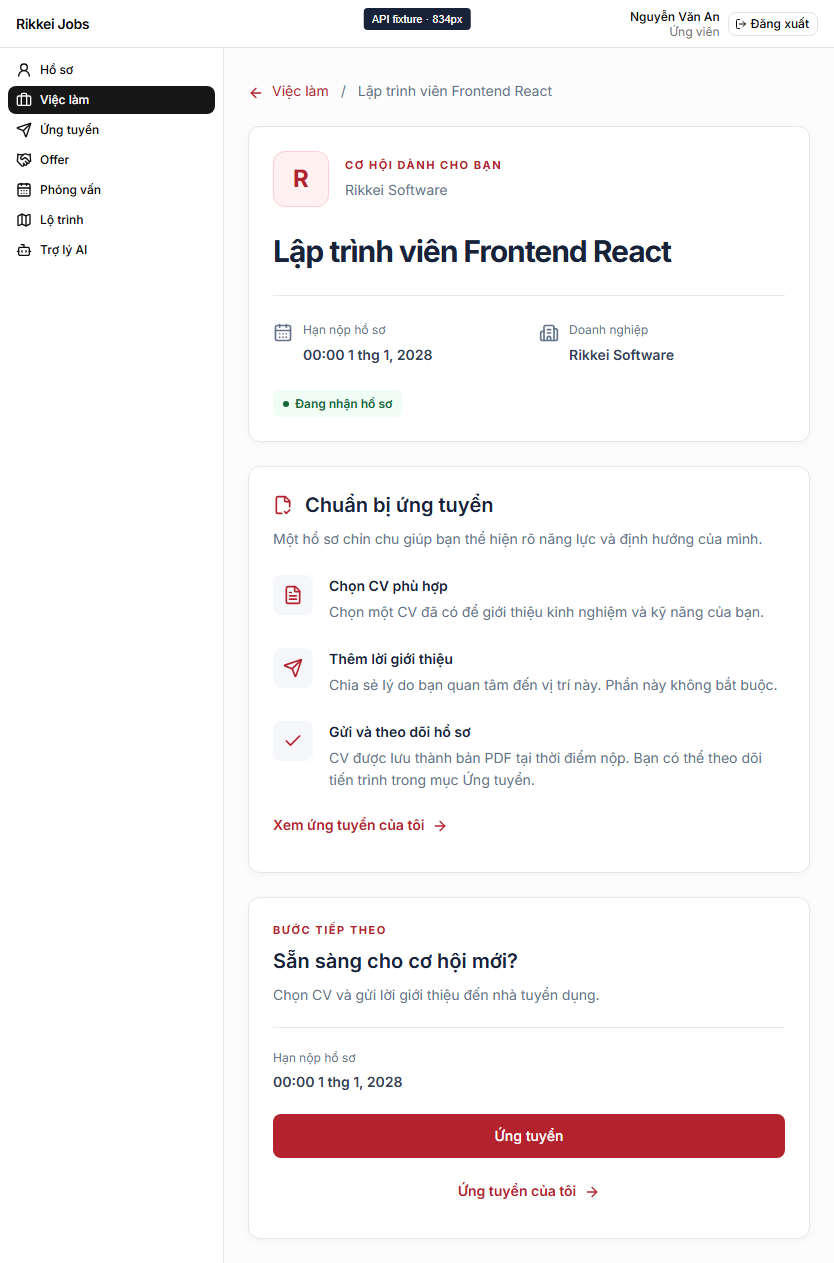 Rikkei Jobs
API fixture · 834px
Nguyễn Văn An
Ứng viên
Đăng xuất
Hồ sơ
Việc làm
Ứng tuyển
Offer
Phỏng vấn
Lộ trình
Trợ lý AI
Việc làm / Lập trình viên Frontend React
R
CƠ HỘI DÀNH CHO BẠN
Rikkei Software
Lập trình viên Frontend React
Hạn nộp hồ sơ
00:00 1 thg 1, 2028
Doanh nghiệp
Rikkei Software
Đang nhận hồ sơ
Chuẩn bị ứng tuyển
Một hồ sơ chỉn chu giúp bạn thể hiện rõ năng lực và định hướng của mình.
Chọn CV phù hợp
Chọn một CV đã có để giới thiệu kinh nghiệm và kỹ năng của bạn.
Thêm lời giới thiệu
Chia sẻ lý do bạn quan tâm đến vị trí này. Phần này không bắt buộc.
Gửi và theo dõi hồ sơ
CV được lưu thành bản PDF tại thời điểm nộp. Bạn có thể theo dõi
tiến trình trong mục Ứng tuyển.
Xem ứng tuyển của tôi
BƯỚC TIẾP THEO
Sẵn sàng cho cơ hội mới?
Chọn CV và gửi lời giới thiệu đến nhà tuyển dụng.
Hạn nộp hồ sơ
00:00 1 thg 1, 2028
Ứng tuyển
Ứng tuyển của tôi